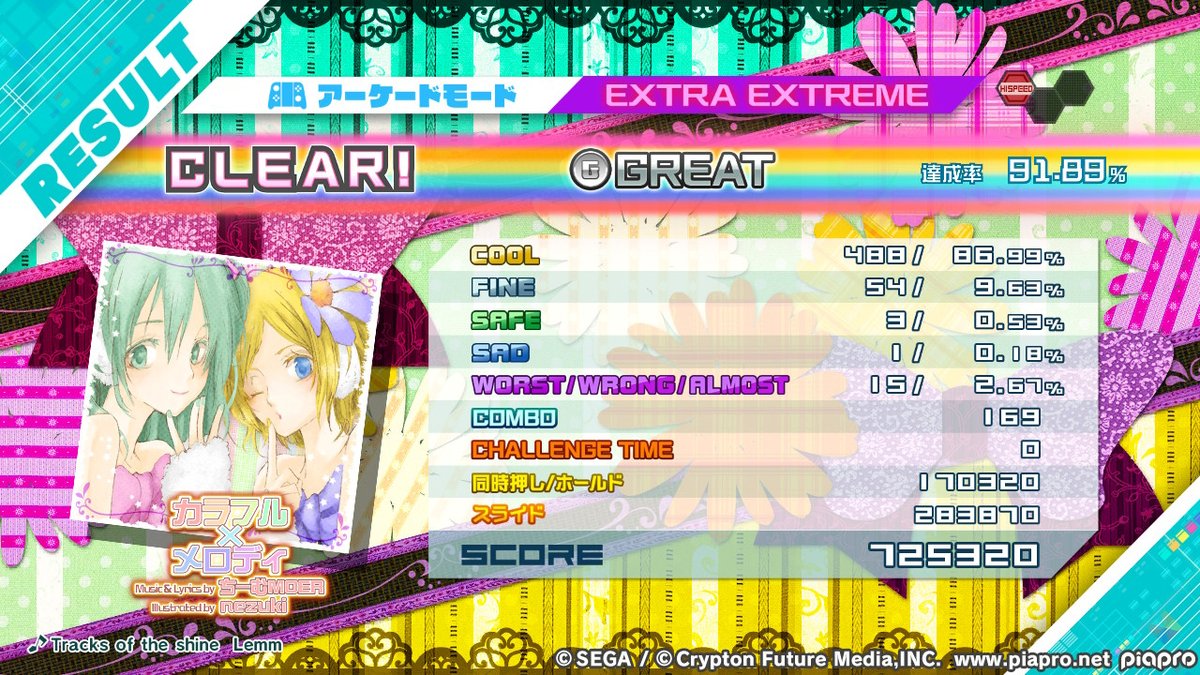 RESULT
アーケードモード
EXTRA EXTREME
HISPEED
CLEAR!
G GREAT
達成率 91.89%
COOL 488/ 86.99%
FINE 54/ 9.63%
SAFE 3/ 0.53%
SAD 1/ 0.18%
WORST/WRONG/ALMOST 15/ 2.67%
COMBO 169
CHALLENGE TIME 0
同時押し/ホールド 170320
スライド 283870
SCORE 725320
カラフル
×
メロディ
Music & Lyrics by ちーむMOER
Illustrated by nezuki
♪Tracks of the shine Lemm
© SEGA / © Crypton Future Media,INC. www.piapro.net piapro